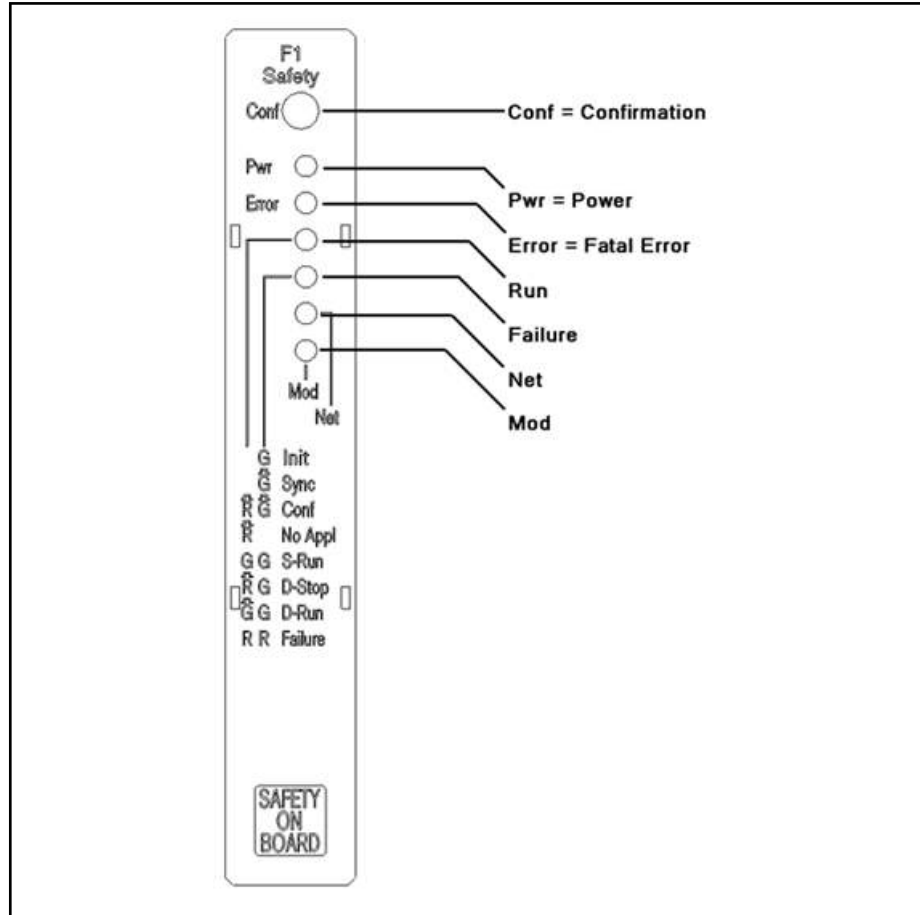 F1
Safety
Conf
Conf = Confirmation
Pwr
Pwr = Power
Error
Error = Fatal Error
Run
Failure
Net
Mod
Mod
Net
G Init
G Sync
R G Conf
R No Appl
G G S-Run
R G D-Stop
G G D-Run
R R Failure
SAFETY
ON
BOARD